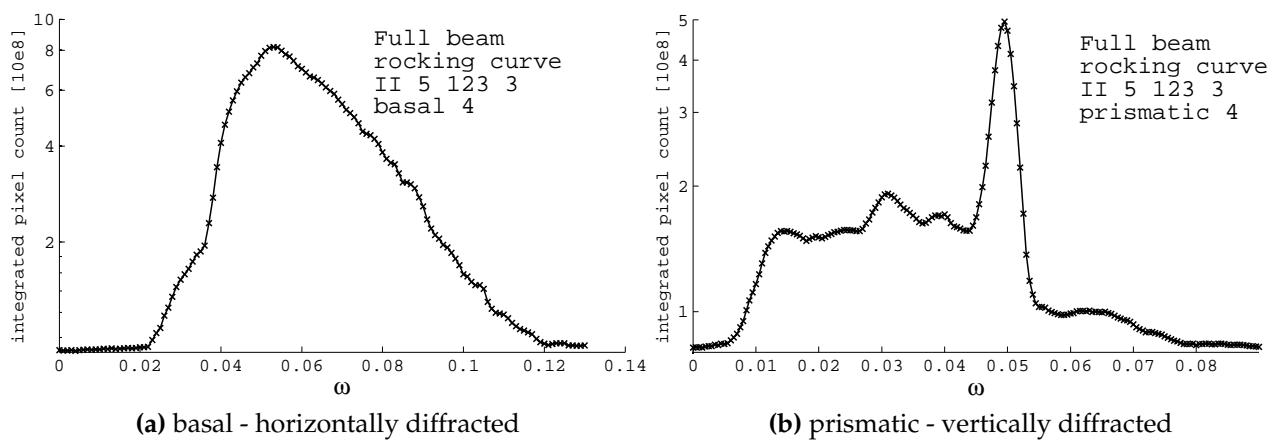 10
8
6
4
2
integrated pixel count [10e8]
Full beam
rocking curve
II 5 123 3
basal 4
0 0.02 0.04 0.06 0.08 0.1 0.12 0.14
ω
(a) basal - horizontally diffracted
5
4
3
2
1
integrated pixel count [10e8]
Full beam
rocking curve
II 5 123 3
prismatic 4
0 0.01 0.02 0.03 0.04 0.05 0.06 0.07 0.08
ω
(b) prismatic - vertically diffracted